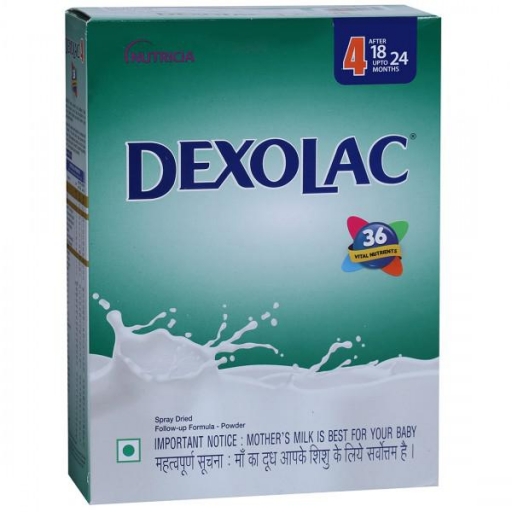 NUTRICIA
4
AFTER
18
UPTO
24
MONTHS
DEXOLAC®
36
VITAL NUTRIENTS
Spray Dried
Follow-up Formula - Powder
IMPORTANT NOTICE : MOTHER'S MILK IS BEST FOR YOUR BABY
महत्वपूर्ण सूचना : माँ का दूध आपके शिशु के लिये सर्वोत्तम है।